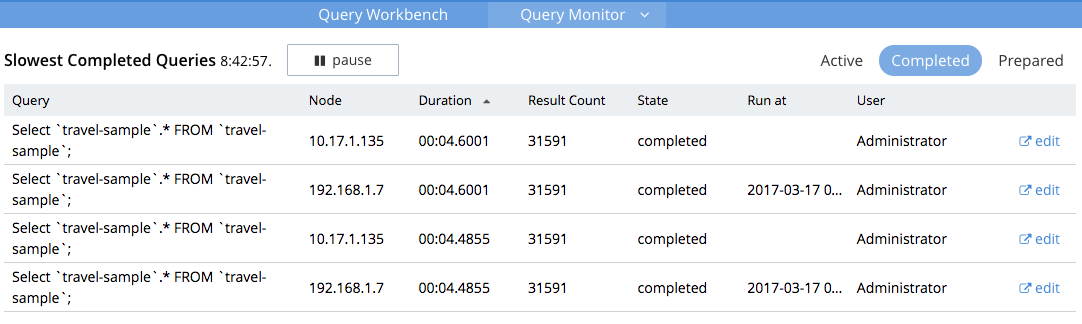 Query Workbench Query Monitor
Slowest Completed Queries 8:42:57. pause Active Completed Prepared
Query Node Duration Result Count State Run at User
Select `travel-sample`.* FROM `travel-
sample`; 10.17.1.135 00:04.6001 31591 completed Administrator edit
Select `travel-sample`.* FROM `travel-
sample`; 192.168.1.7 00:04.6001 31591 completed 2017-03-17 0... Administrator edit
Select `travel-sample`.* FROM `travel-
sample`; 10.17.1.135 00:04.4855 31591 completed Administrator edit
Select `travel-sample`.* FROM `travel-
sample`; 192.168.1.7 00:04.4855 31591 completed 2017-03-17 0... Administrator edit